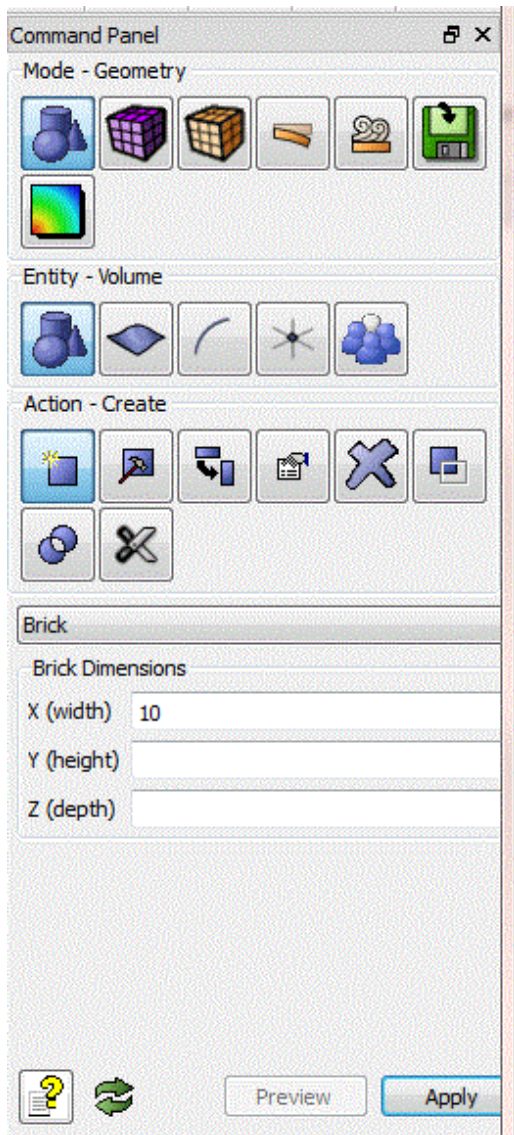 Command Panel
Mode - Geometry
Entity - Volume
Action - Create
Brick
Brick Dimensions
X (width) 10
Y (height)
Z (depth)
Preview Apply